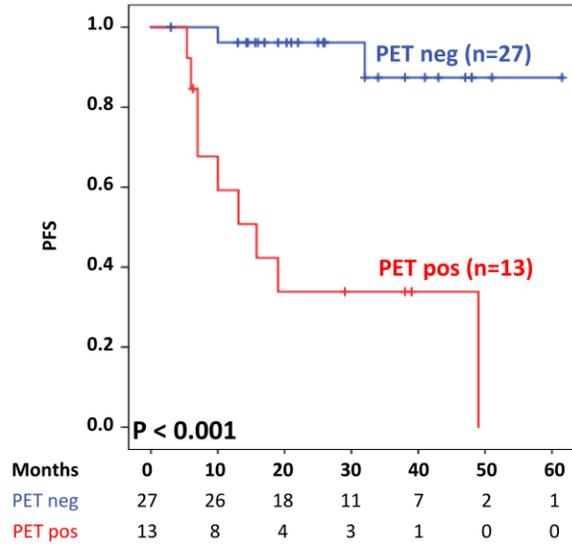 1.0
PET neg (n=27)
0.8
0.6
PFS
0.4
PET pos (n=13)
0.2
0.0
P < 0.001
Months 0 10 20 30 40 50 60
PET neg 27 26 18 11 7 2 1
PET pos 13 8 4 3 1 0 0